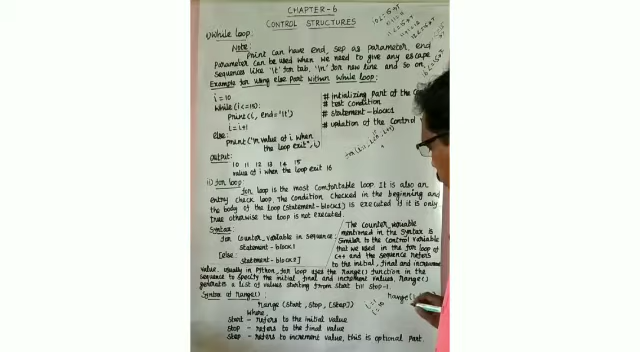 CHAPTER-6
CONTROL STRUCTURES
i) While loop.
Note:
Print can have end, sep as parameter. end
Parameter can be used when we need to give any escape
sequences like '\t' for tab, '\n' for new line and so on.
Example for using else part within while loop:
i = 10
while (i<=15):
print(i, end='\t')
i = i+1
else:
print("\n value of i when
the loop exit", i)
# Initializing part of the
# test condition
# statement-block1
# updation of the control
output:
10 11 12 13 14 15
value of i when the loop exit 16
ii) for loop
for loop is the most comfortable loop. It is also an
entry check loop. The condition checked in the beginning and
the body of the loop (statement-block1) is executed if it is only
true otherwise the loop is not executed.
Syntax:
for counter_variable in sequence:
statement-block1
[else:
statement-block2]
The counter_variable
mentioned in the syntax is
similar to the control variable
that we used in the for loop of
C++ and the sequence refers
to the initial, final and increment
value. usually in Python, for loop uses the range() function in the
sequence to specify the initial, final and increment values. range()
generates a list of values starting from start till stop-1.
Syntax of range()
range (start, stop, [step])
where,
start - refers to the initial value
stop - refers to the final value
step - refers to increment value, this is optional part.
i=1
range(